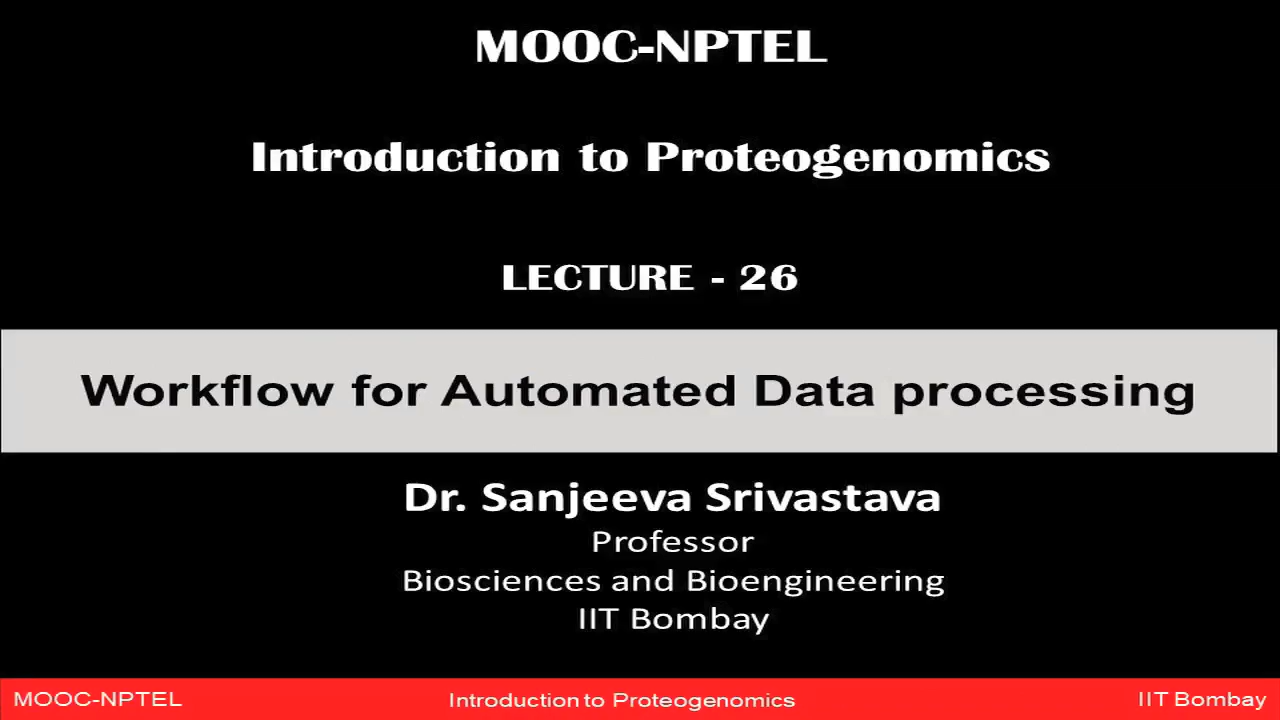 MOOC-NPTEL
Introduction to Proteogenomics
LECTURE - 26
Workflow for Automated Data processing
Dr. Sanjeeva Srivastava
Professor
Biosciences and Bioengineering
IIT Bombay
MOOC-NPTEL
Introduction to Proteogenomics
IIT Bombay